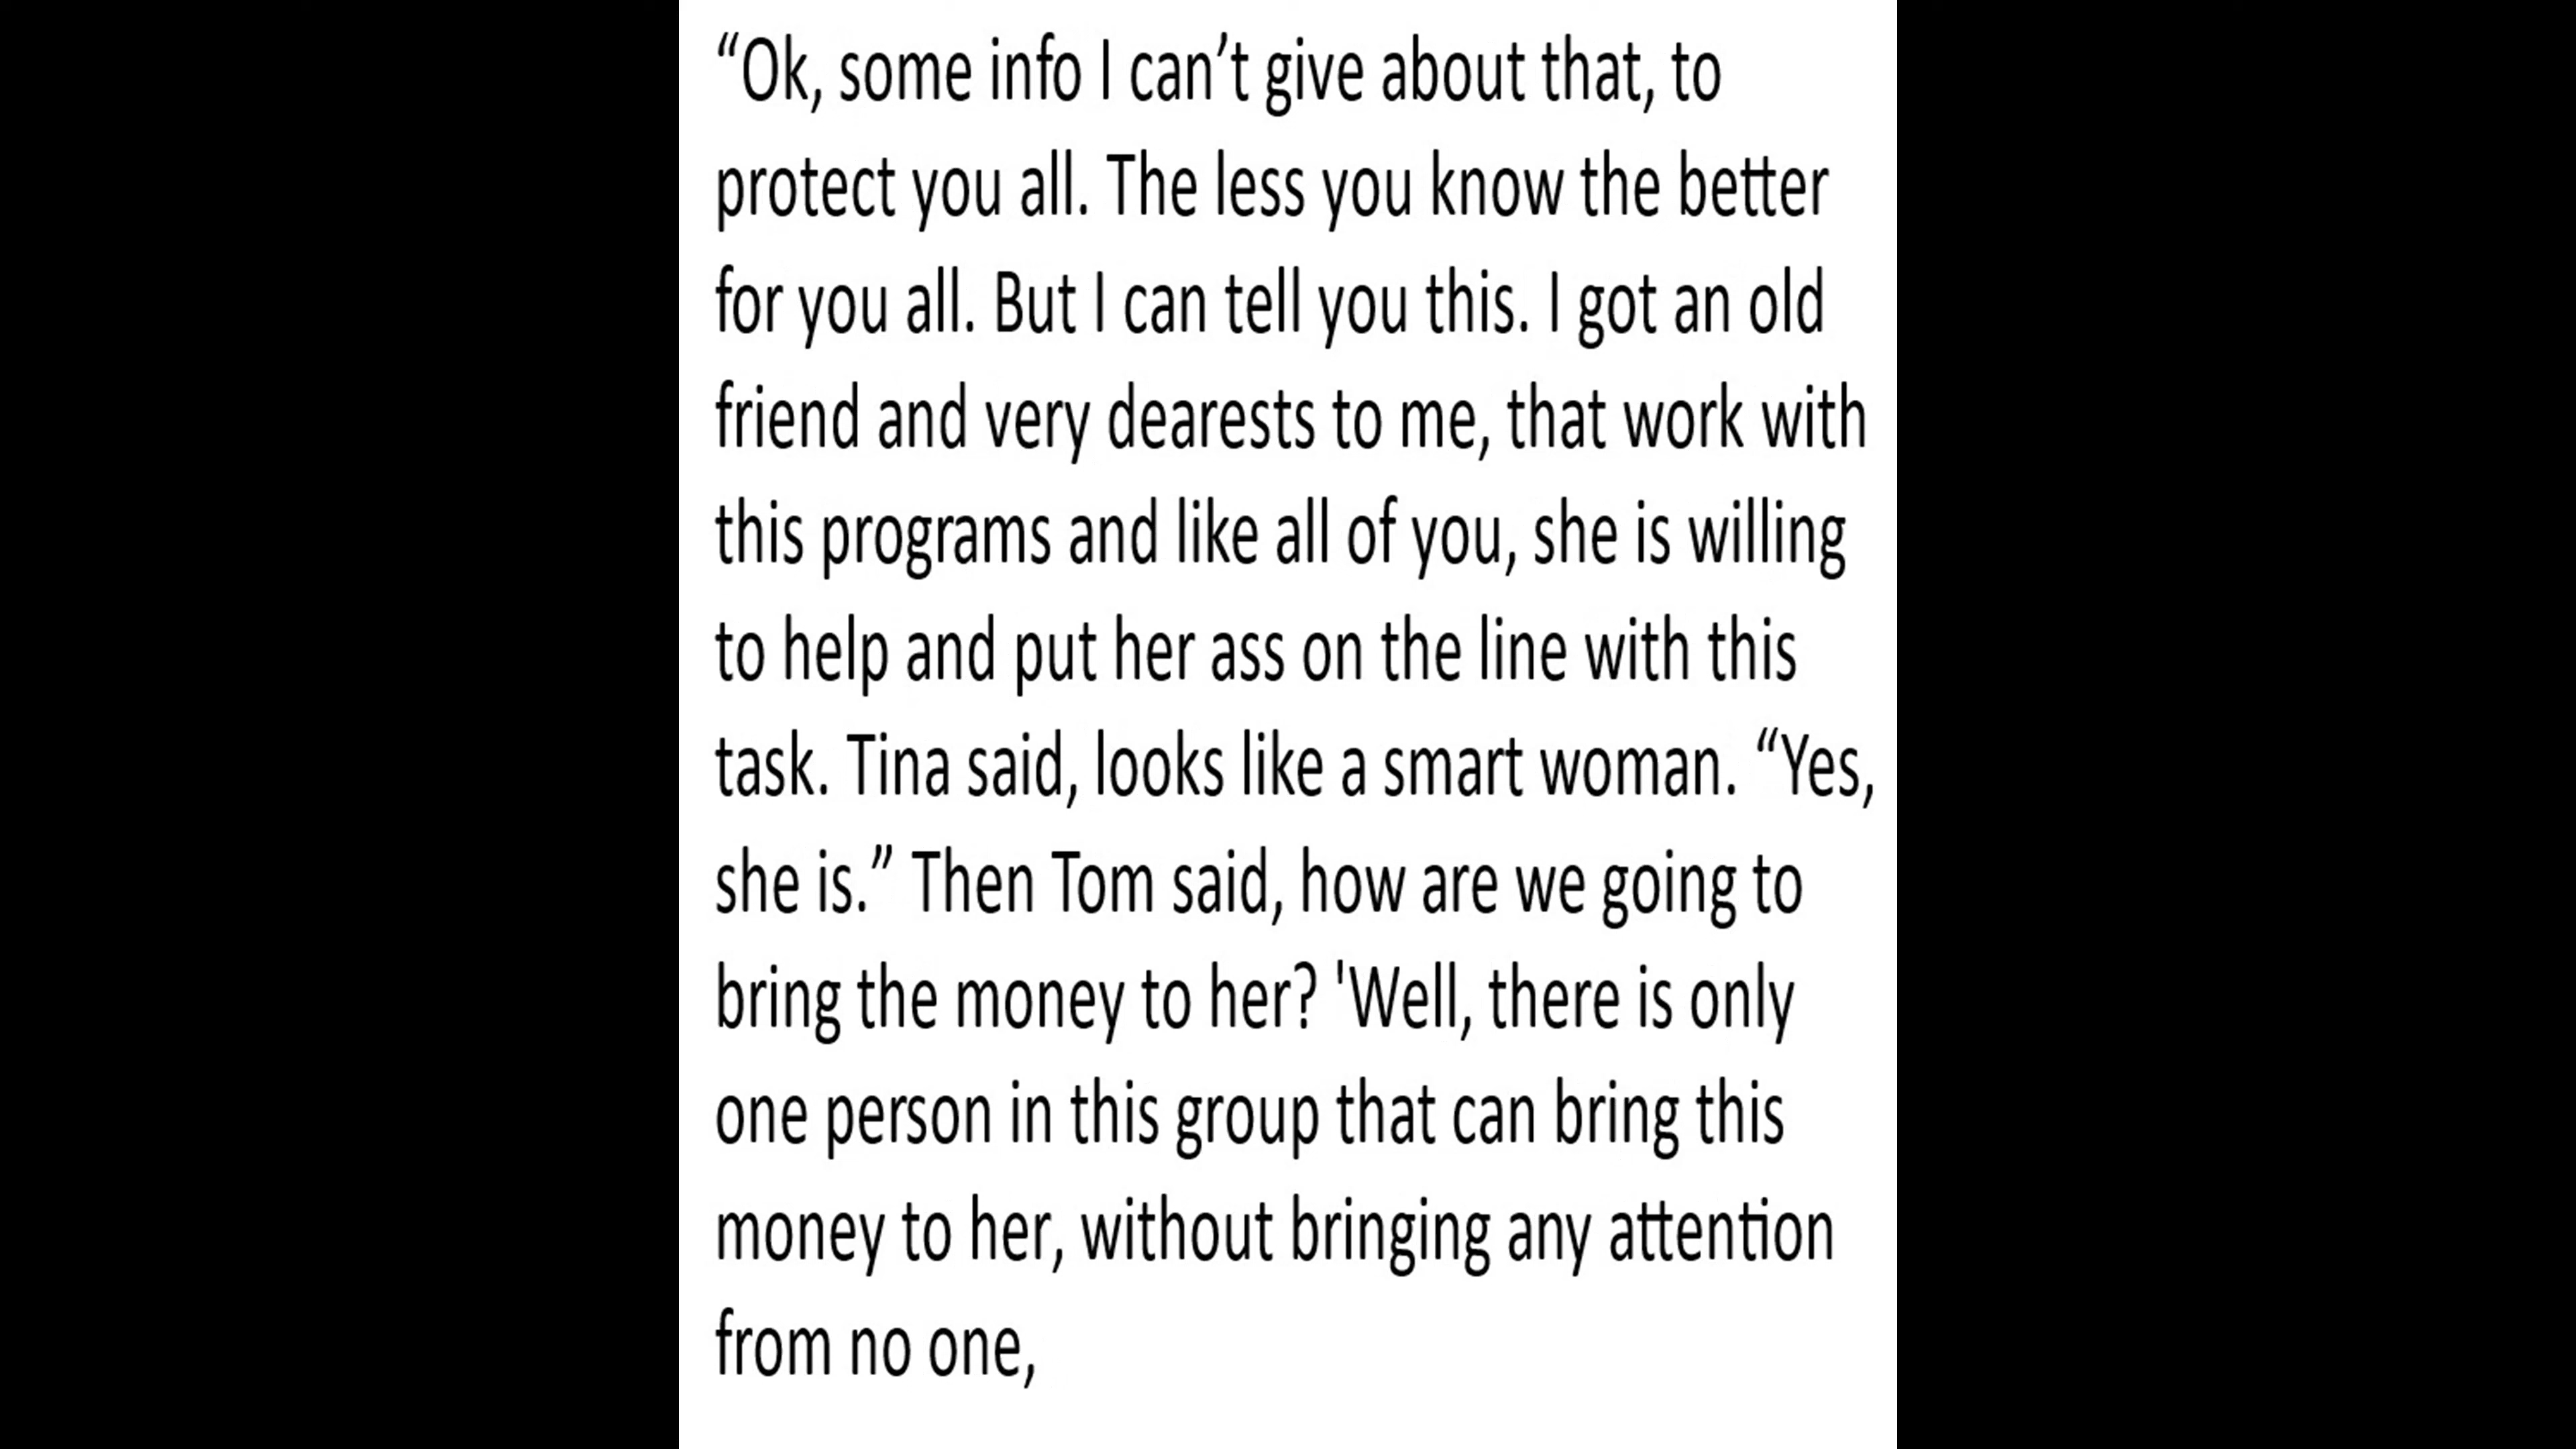 “Ok, some info I can’t give about that, to
protect you all. The less you know the better
for you all. But I can tell you this. I got an old
friend and very dearests to me, that work with
this programs and like all of you, she is willing
to help and put her ass on the line with this
task. Tina said, looks like a smart woman. “Yes,
she is.” Then Tom said, how are we going to
bring the money to her? 'Well, there is only
one person in this group that can bring this
money to her, without bringing any attention
from no one,